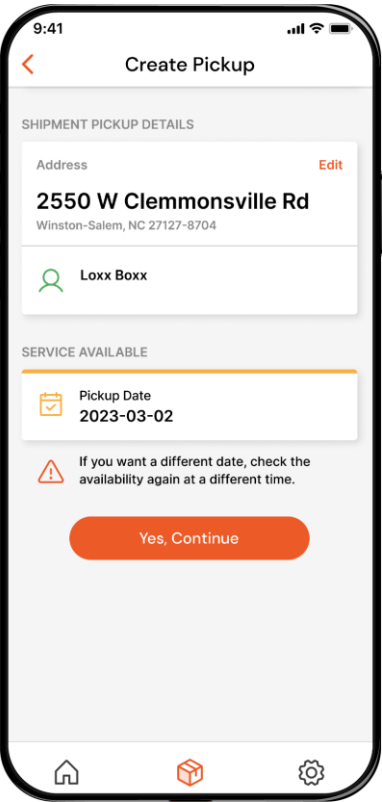 9:41
Create Pickup
SHIPMENT PICKUP DETAILS
Address
Edit
2550 W Clemmonsville Rd
Winston-Salem, NC 27127-8704
Loxx Boxx
SERVICE AVAILABLE
Pickup Date
2023-03-02
If you want a different date, check the
availability again at a different time.
Yes, Continue